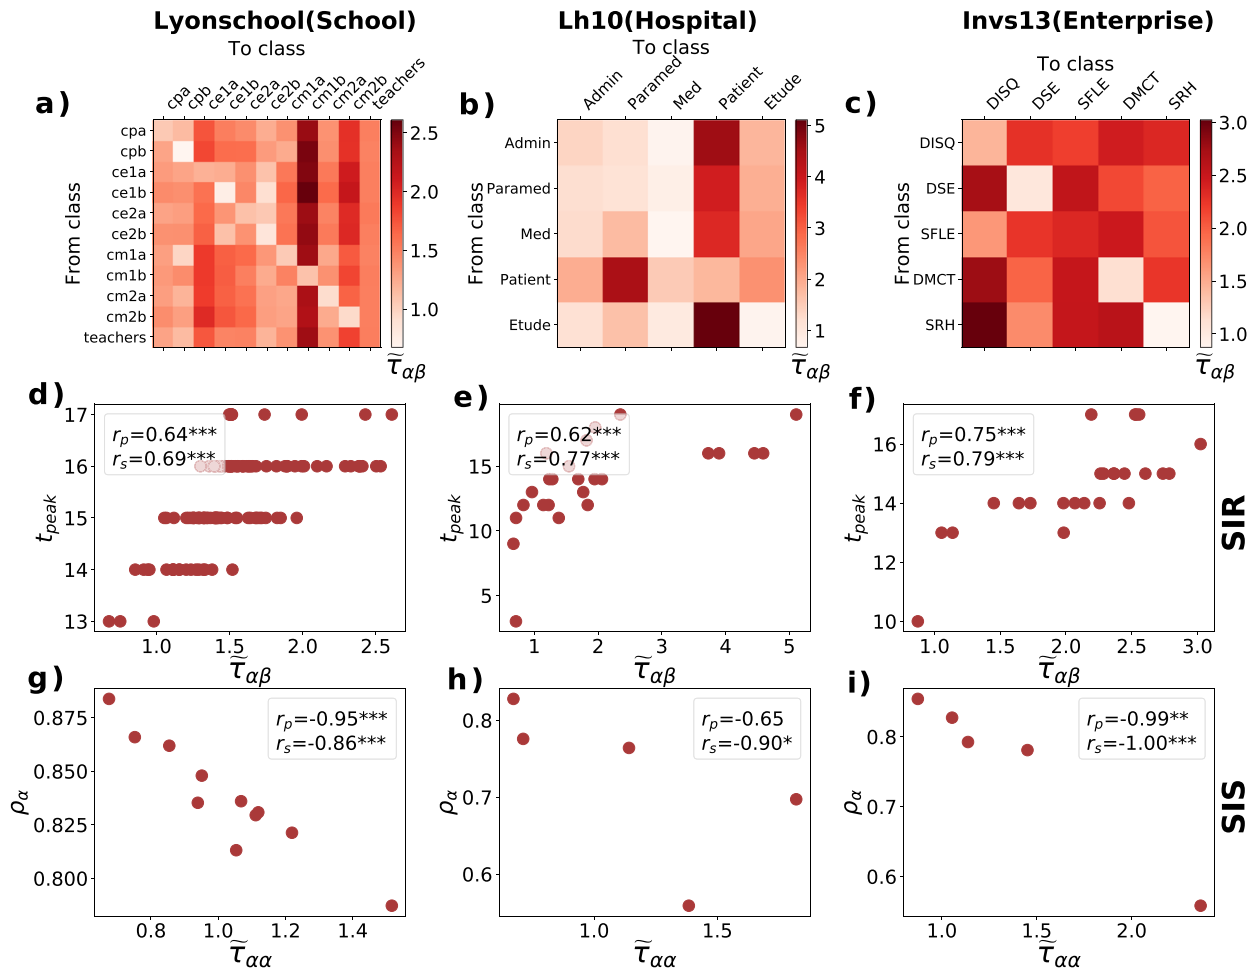 Lyonschool(School)
Lh10(Hospital)
Invs13(Enterprise)
To class
To class
To class
a)
cpa
cpb
ce1a
ce1b
ce2a
ce2b
cm1a
cm1b
cm2a
cm2b
teachers
b)
Admin
Paramed
Med
Patient
Etude
c)
DISQ
DSE
SFLE
DMCT
SRH
From class
cpa
cpb
ce1a
ce1b
ce2a
ce2b
cm1a
cm1b
cm2a
cm2b
teachers
2.5
2.0
1.5
1.0
τ̃αβ
From class
Admin
Paramed
Med
Patient
Etude
5
4
3
2
1
τ̃αβ
From class
DISQ
DSE
SFLE
DMCT
SRH
3.0
2.5
2.0
1.5
1.0
τ̃αβ
d)
rp=0.64***
rs=0.69***
tpeak
17
16
15
14
13
1.0 1.5 2.0 2.5
τ̃αβ
e)
rp=0.62***
rs=0.77***
tpeak
15
10
5
1 2 3 4 5
τ̃αβ
f)
rp=0.75***
rs=0.79***
tpeak
16
14
12
10
1.0 1.5 2.0 2.5 3.0
τ̃αβ
SIR
g)
rp=-0.95***
rs=-0.86***
ρα
0.875
0.850
0.825
0.800
0.8 1.0 1.2 1.4
τ̃αα
h)
rp=-0.65
rs=-0.90*
ρα
0.8
0.7
0.6
1.0 1.5
τ̃αα
i)
rp=-0.99**
rs=-1.00***
ρα
0.8
0.7
0.6
1.0 1.5 2.0
τ̃αα
SIS